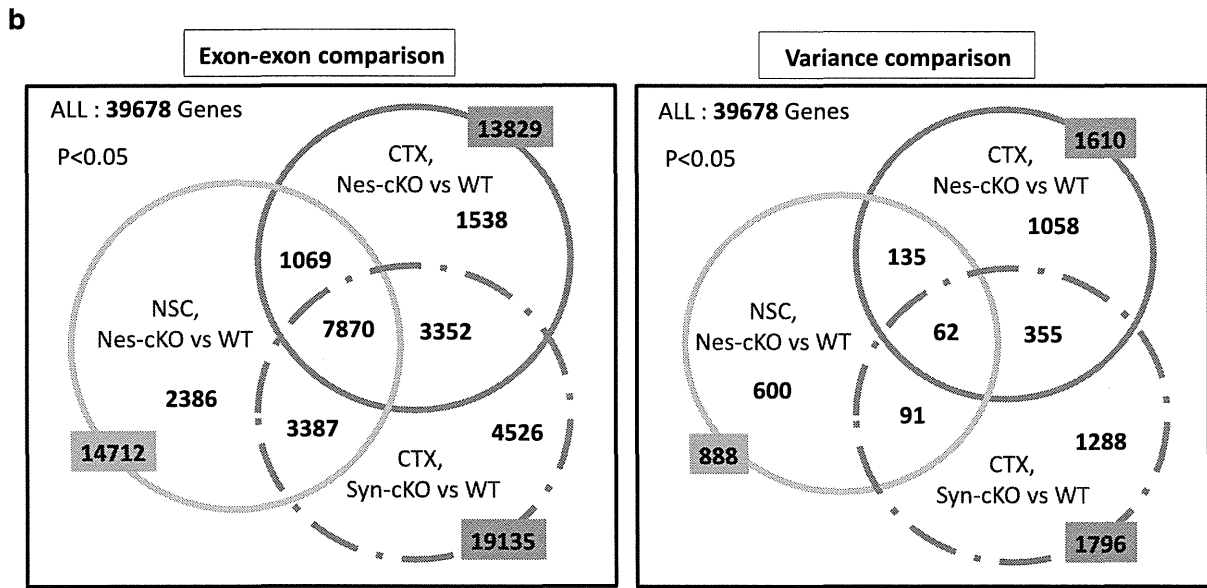 b
Exon-exon comparison
ALL : 39678 Genes
P<0.05
13829
CTX,
Nes-cKO vs WT
1538
1069
NSC,
Nes-cKO vs WT
7870
3352
2386
3387
4526
14712
CTX,
Syn-cKO vs WT
19135
Variance comparison
ALL : 39678 Genes
P<0.05
1610
CTX,
Nes-cKO vs WT
1058
135
NSC,
Nes-cKO vs WT
62
355
600
91
1288
888
CTX,
Syn-cKO vs WT
1796